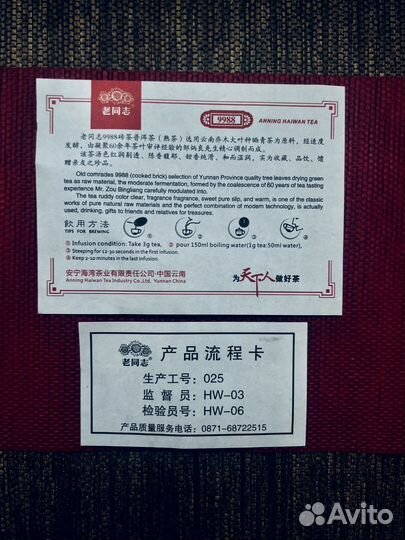 老同志
9988
ANNING HAIWAN TEA
老同志9988砖茶普洱茶（熟茶）选用云南乔木大叶种晒青茶为原料，经适度
发酵，由凝聚60余年茶叶审评经验的邹炳良先生精心调制而成。
该茶汤色红润剔透、陈香馥郁、甜香纯滑、和而温润，实为收藏、品饮、馈
赠亲友之珍品。
Old comrades 9988 (cooked brick) selection of Yunnan Province quality tree leaves drying green
tea as raw material, the moderate fermentation, formed by the coalescence of 60 years of tea tasting
experience Mr. Zou Bingliang carefully modulated into.
The tea ruddy color clear, fragrance fragrance, sweet pure slip, and warm, is one of the classic
works of pure natural raw materials and the perfect combination of modern technology, is actually
used, drinking, gifts to friends and relatives for treasures.
飲用方法
TIPS FOR BREWING
① ② ③ ④
① Infusion condition: Take 3g tea, ② pour 150ml boiling water(1g tea:50ml water),
③ Steeping for 12-30 seconds in the first infusion.
④ Keep 2-10 minutes in the last infusion.
安宁海湾茶业有限责任公司·中国云南
Anning Haiwan Tea Industry Co., Ltd. Yunnan China
为天下人做好茶
老同志
产品流程卡
生产工号：025
监督员：HW-03
检验员号：HW-06
产品质量服务电话：0871-68722515
Avito